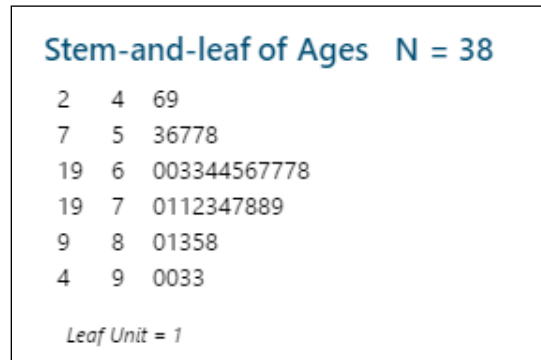 Stem-and-leaf of Ages N = 38
2 4 69
7 5 36778
19 6 003344567778
19 7 0112347889
9 8 01358
4 9 0033
Leaf Unit = 1